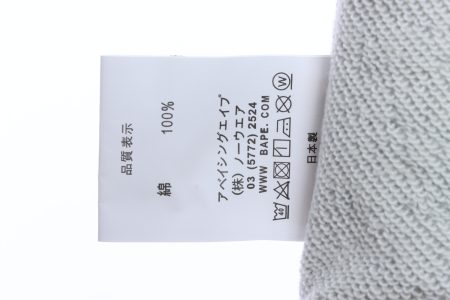 品質表示
綿 100%
アベイシングエイプ
(株)ノーウエア
03 (5772) 2524
WWW BAPE.COM
40
W
日本製